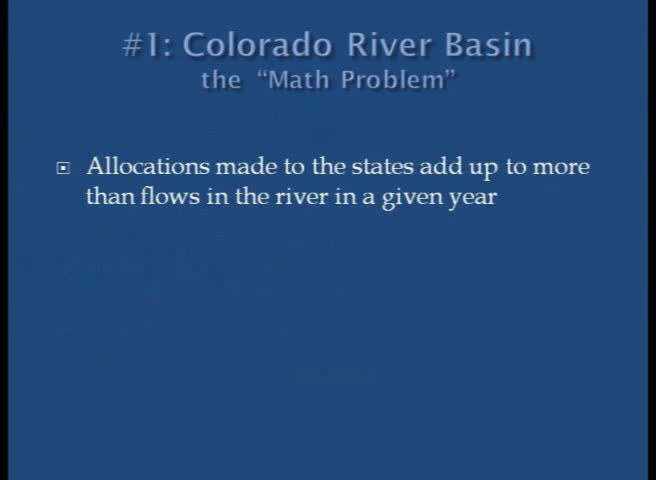 #1: Colorado River Basin
the “Math Problem”
Allocations made to the states add up to more
than flows in the river in a given year